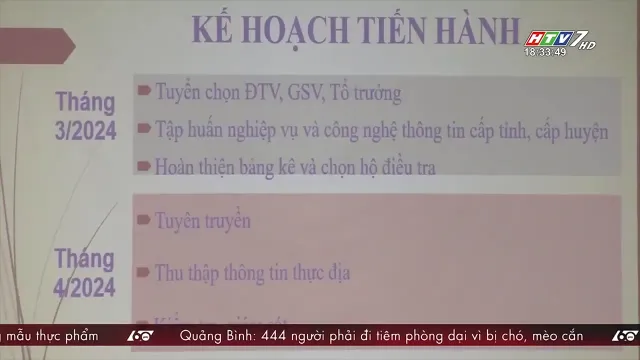 KẾ HOẠCH TIẾN HÀNH
HTV7 HD
18:33:49
Tháng
3/2024
Tuyển chọn ĐTV, GSV, Tổ trưởng
Tập huấn nghiệp vụ và công nghệ thông tin cấp tỉnh, cấp huyện
Hoàn thiện bảng kê và chọn hộ điều tra
Tháng
4/2024
Tuyên truyền
Thu thập thông tin thực địa
mẫu thực phẩm
60
Quảng Bình: 444 người phải đi tiêm phòng dại vì bị chó, mèo cắn
60